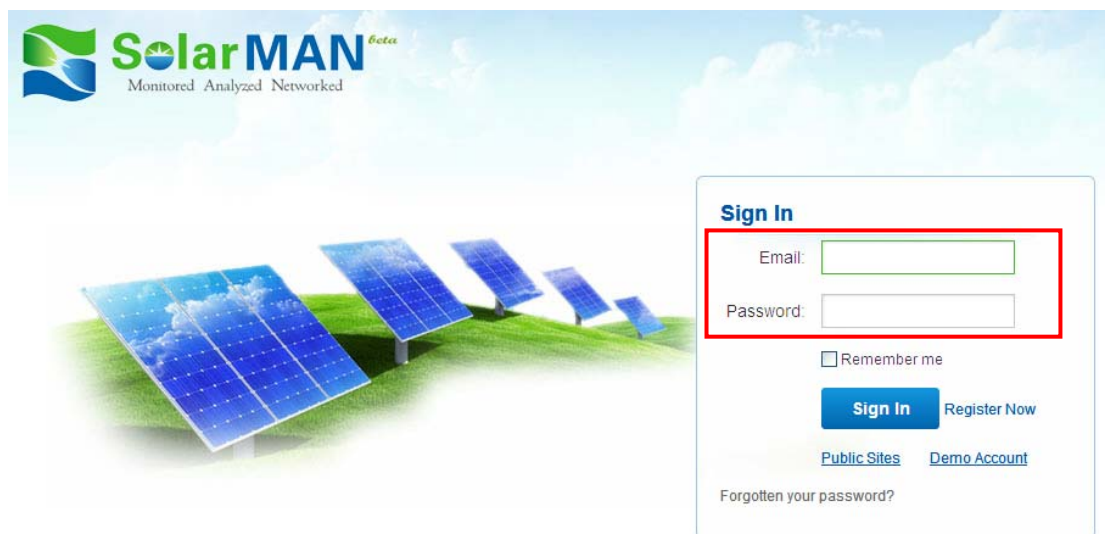 SolarMAN beta
Monitored Analyzed Networked
Sign In
Email:
Password:
Remember me
Sign In Register Now
Public Sites Demo Account
Forgotten your password?